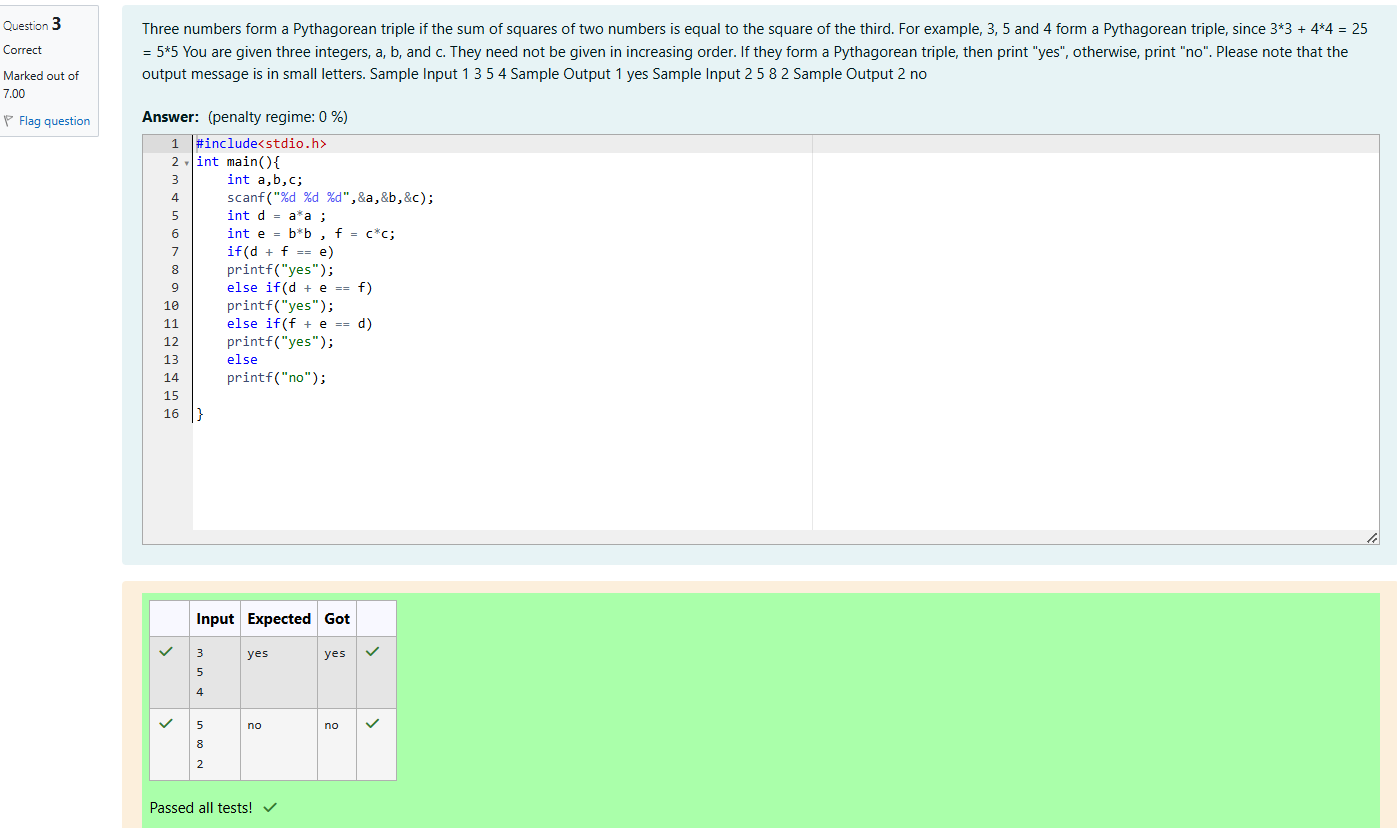 Question 3
Correct
Marked out of
7.00
Flag question
Three numbers form a Pythagorean triple if the sum of squares of two numbers is equal to the square of the third. For example, 3, 5 and 4 form a Pythagorean triple, since 3*3 + 4*4 = 25
= 5*5 You are given three integers, a, b, and c. They need not be given in increasing order. If they form a Pythagorean triple, then print "yes", otherwise, print "no". Please note that the
output message is in small letters. Sample Input 1 3 5 4 Sample Output 1 yes Sample Input 2 5 8 2 Sample Output 2 no
Answer: (penalty regime: 0 %)
1 #include<stdio.h>
2 int main(){
3     int a,b,c;
4     scanf("%d %d %d",&a,&b,&c);
5     int d = a*a ;
6     int e = b*b , f = c*c;
7     if(d + f == e)
8     printf("yes");
9     else if(d + e == f)
10     printf("yes");
11     else if(f + e == d)
12     printf("yes");
13     else
14     printf("no");
15
16 }
Input Expected Got
3 yes yes
5
4
5 no no
8
2
Passed all tests!